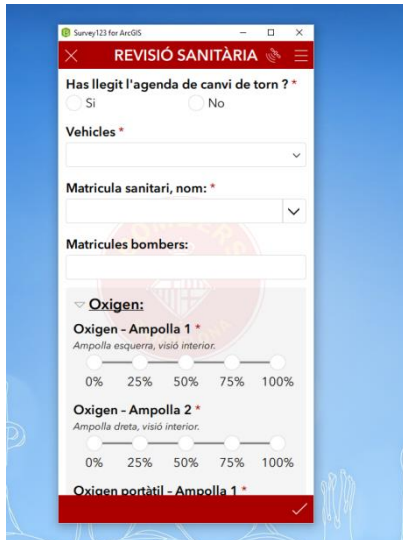 Survey123 for ArcGIS
REVISIÓ SANITÀRIA
Has llegit l'agenda de canvi de torn ? *
Si No
Vehicles *
Matricula sanitari, nom: *
Matricules bombers:
BOMBERS
Oxigen:
Oxigen – Ampolla 1 *
Ampolla esquerra, visió interior.
0% 25% 50% 75% 100%
Oxigen – Ampolla 2 *
Ampolla dreta, visió interior.
0% 25% 50% 75% 100%
Oxigen portàtil – Ampolla 1 *